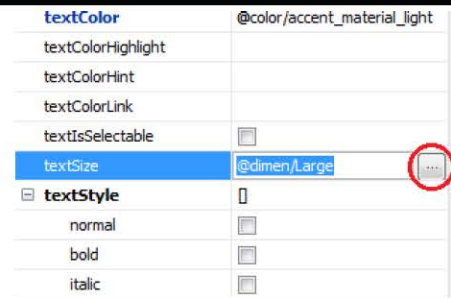 textColor @color/accent_material_light
textColorHighlight
textColorHint
textColorLink
textIsSelectable
textSize @dimen/Large ...
textStyle []
normal
bold
italic